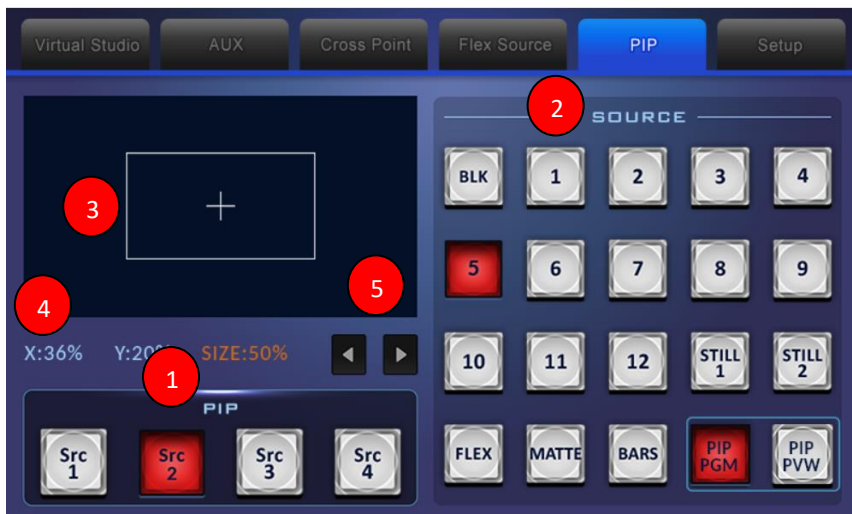 Virtual Studio AUX Cross Point Flex Source PIP Setup
2 SOURCE
BLK 1 2 3 4
3
5 6 7 8 9
5
4
X:36% Y:20% SIZE:50%
10 11 12 STILL 1 STILL 2
1
PIP
Src 1 Src 2 Src 3 Src 4
FLEX MATTE BARS PIP PGM PIP PVW